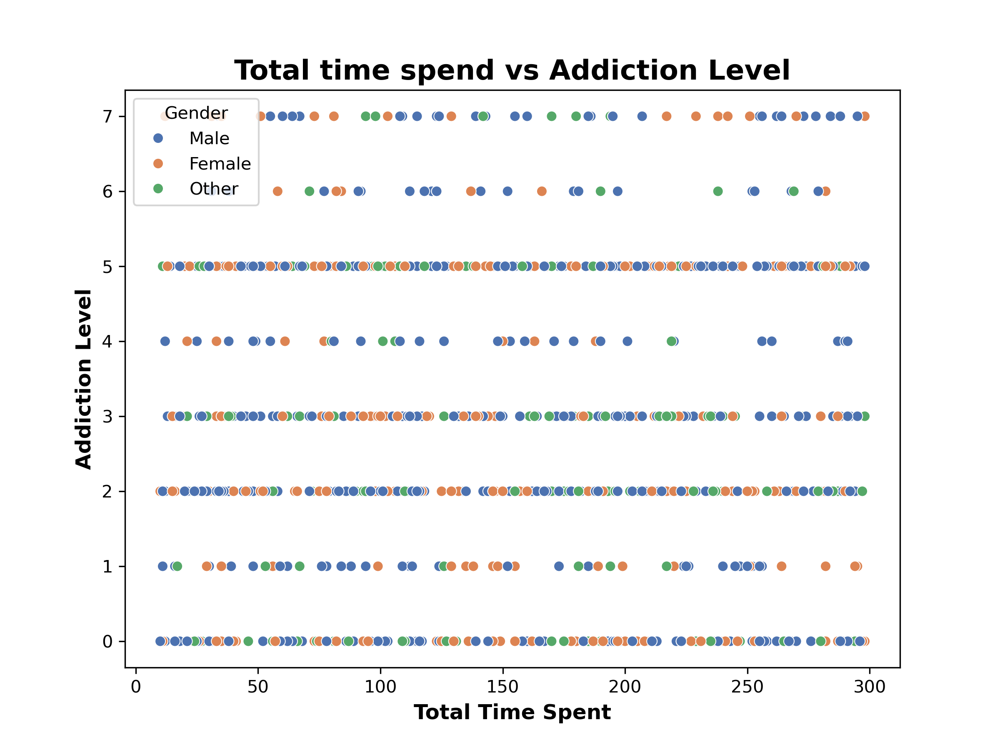 Total time spend vs Addiction Level
Gender
Male
Female
Other
7
6
5
4
3
2
1
0
Addiction Level
0 50 100 150 200 250 300
Total Time Spent